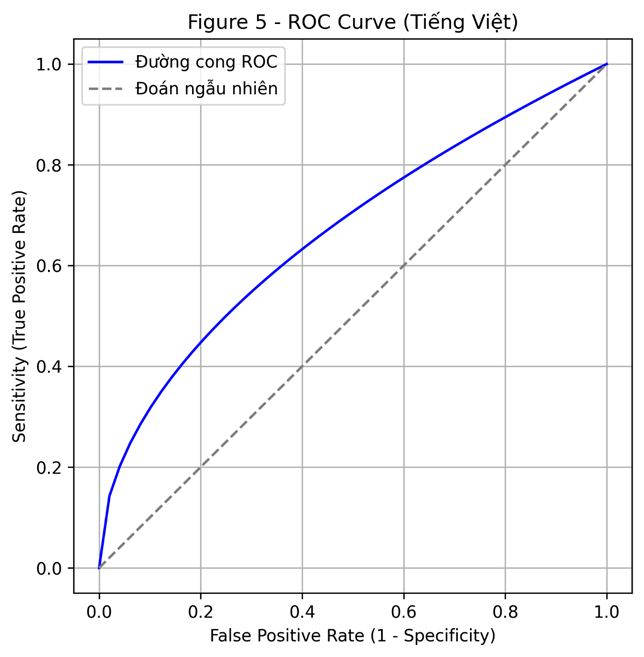 Figure 5 - ROC Curve (Tiếng Việt)
Đường cong ROC
Đoán ngẫu nhiên
1.0
0.8
0.6
0.4
0.2
0.0
Sensitivity (True Positive Rate)
0.0 0.2 0.4 0.6 0.8 1.0
False Positive Rate (1 - Specificity)